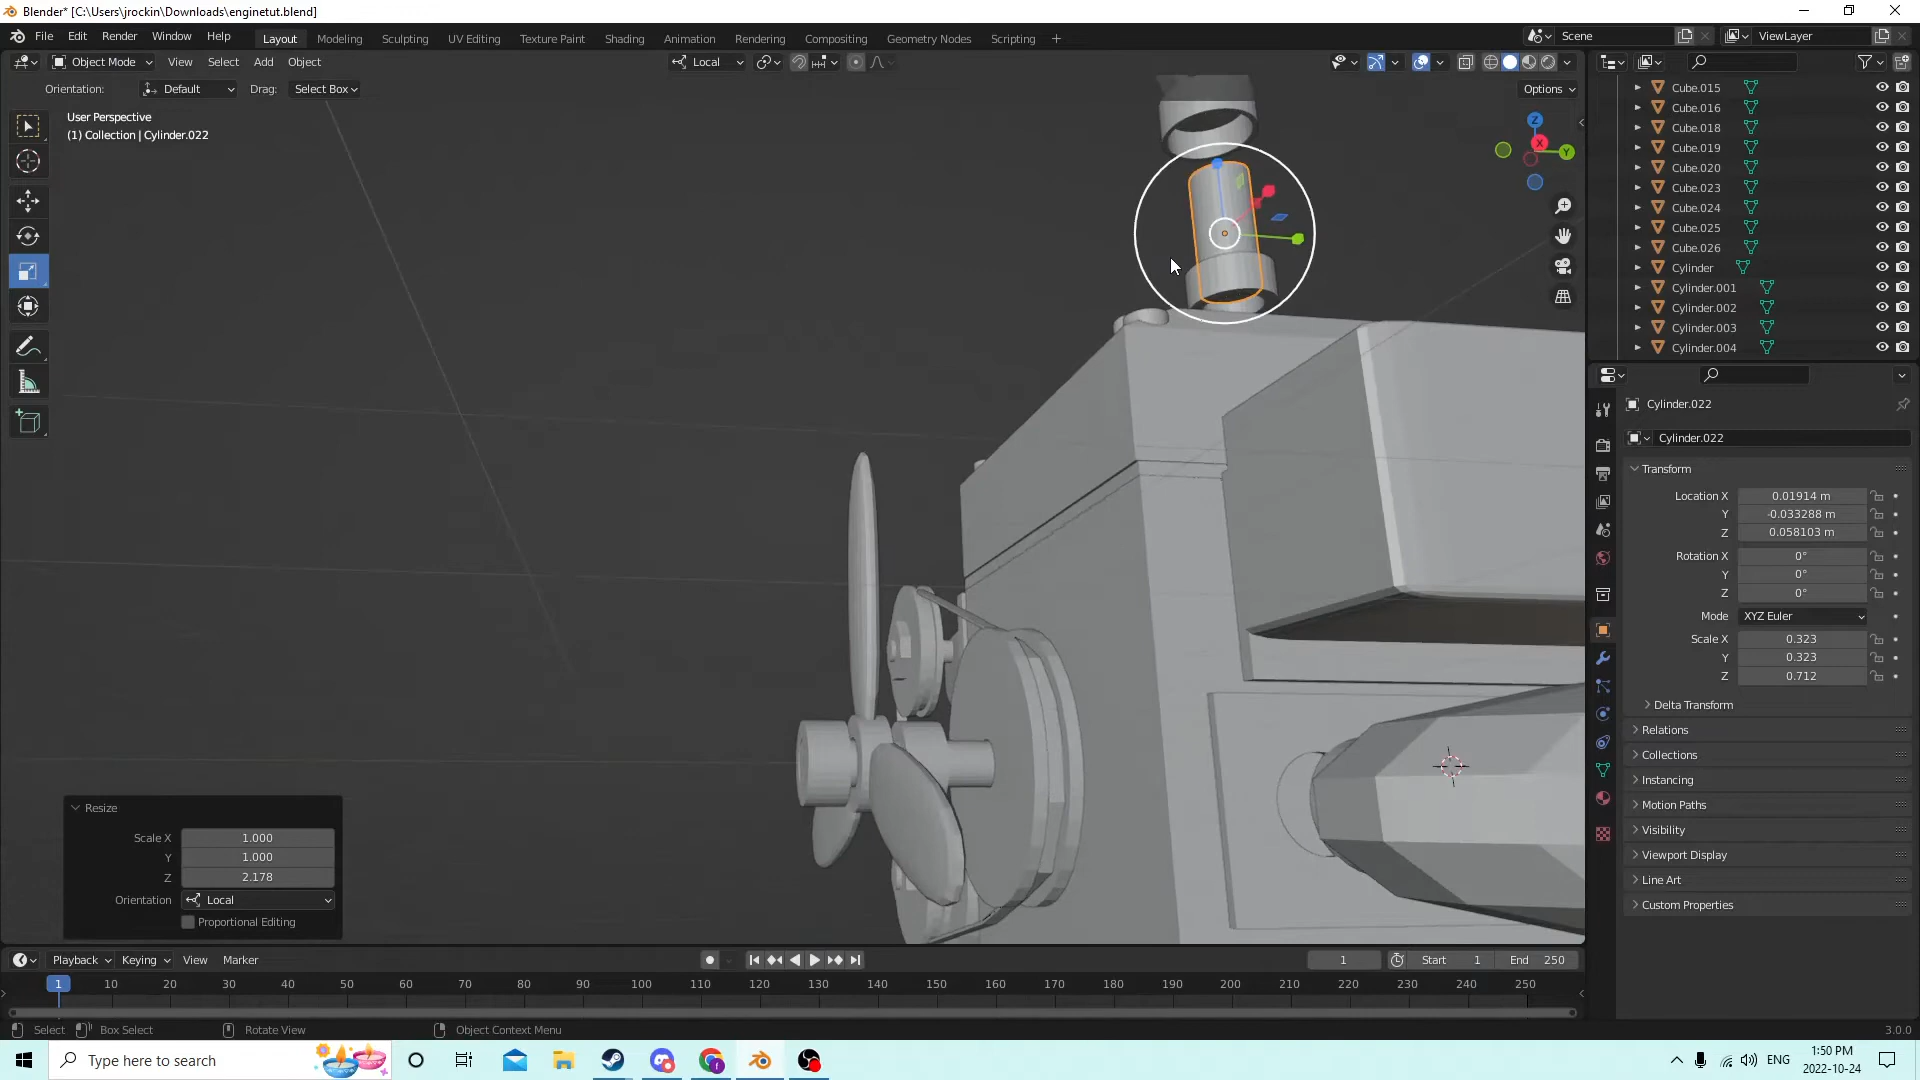 Blender* [C:\Users\jrockin\Downloads\enginetut.blend]
File Edit Render Window Help Layout Modeling Sculpting UV Editing Texture Paint Shading Animation Rendering Compositing Geometry Nodes Scripting + Scene ViewLayer
Object Mode View Select Add Object Local
Orientation: Default Drag: Select Box Options
User Perspective
(1) Collection | Cylinder.022
Z
X
Y
Cube.015
Cube.016
Cube.018
Cube.019
Cube.020
Cube.023
Cube.024
Cube.025
Cube.026
Cylinder
Cylinder.001
Cylinder.002
Cylinder.003
Cylinder.004
Cylinder.022
Cylinder.022
Transform
Location X 0.01914 m
Y -0.033288 m
Z 0.058103 m
Rotation X 0°
Y 0°
Z 0°
Mode XYZ Euler
Scale X 0.323
Y 0.323
Z 0.712
Delta Transform
Relations
Collections
Instancing
Motion Paths
Visibility
Viewport Display
Line Art
Custom Properties
Resize
Scale X 1.000
Y 1.000
Z 2.178
Orientation Local
Proportional Editing
Playback Keying View Marker 1 Start 1 End 250
1 10 20 30 40 50 60 70 80 90 100 110 120 130 140 150 160 170 180 190 200 210 220 230 240 250
Select Box Select Rotate View Object Context Menu 3.0.0
Type here to search ENG 1:50 PM
2022-10-24